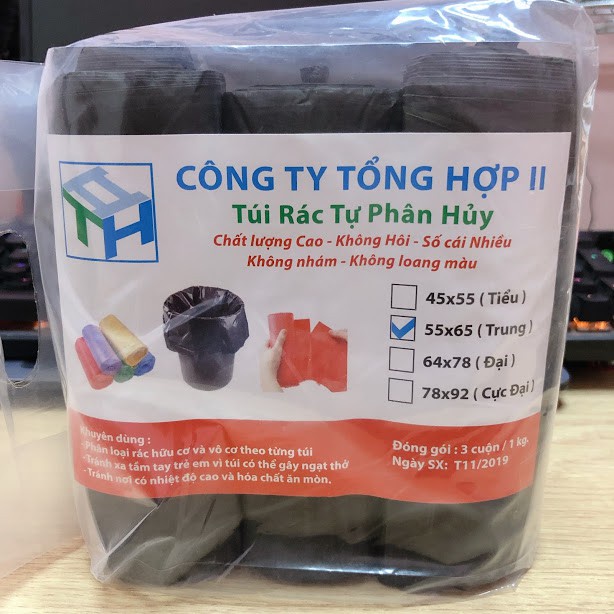 TH
CÔNG TY TỔNG HỢP II
Túi Rác Tự Phân Hủy
Chất lượng Cao - Không Hôi - Số cái Nhiều
Không nhám - Không loang màu
45x55 ( Tiểu )
55x65 ( Trung )
64x78 ( Đại )
78x92 ( Cực Đại )
Khuyên dùng :
- Phân loại rác hữu cơ và vô cơ theo từng túi
- Tránh xa tầm tay trẻ em vì túi có thể gây ngạt thở
- Tránh nơi có nhiệt độ cao và hóa chất ăn mòn.
Đóng gói : 3 cuộn / 1 kg.
Ngày SX: T11/2019